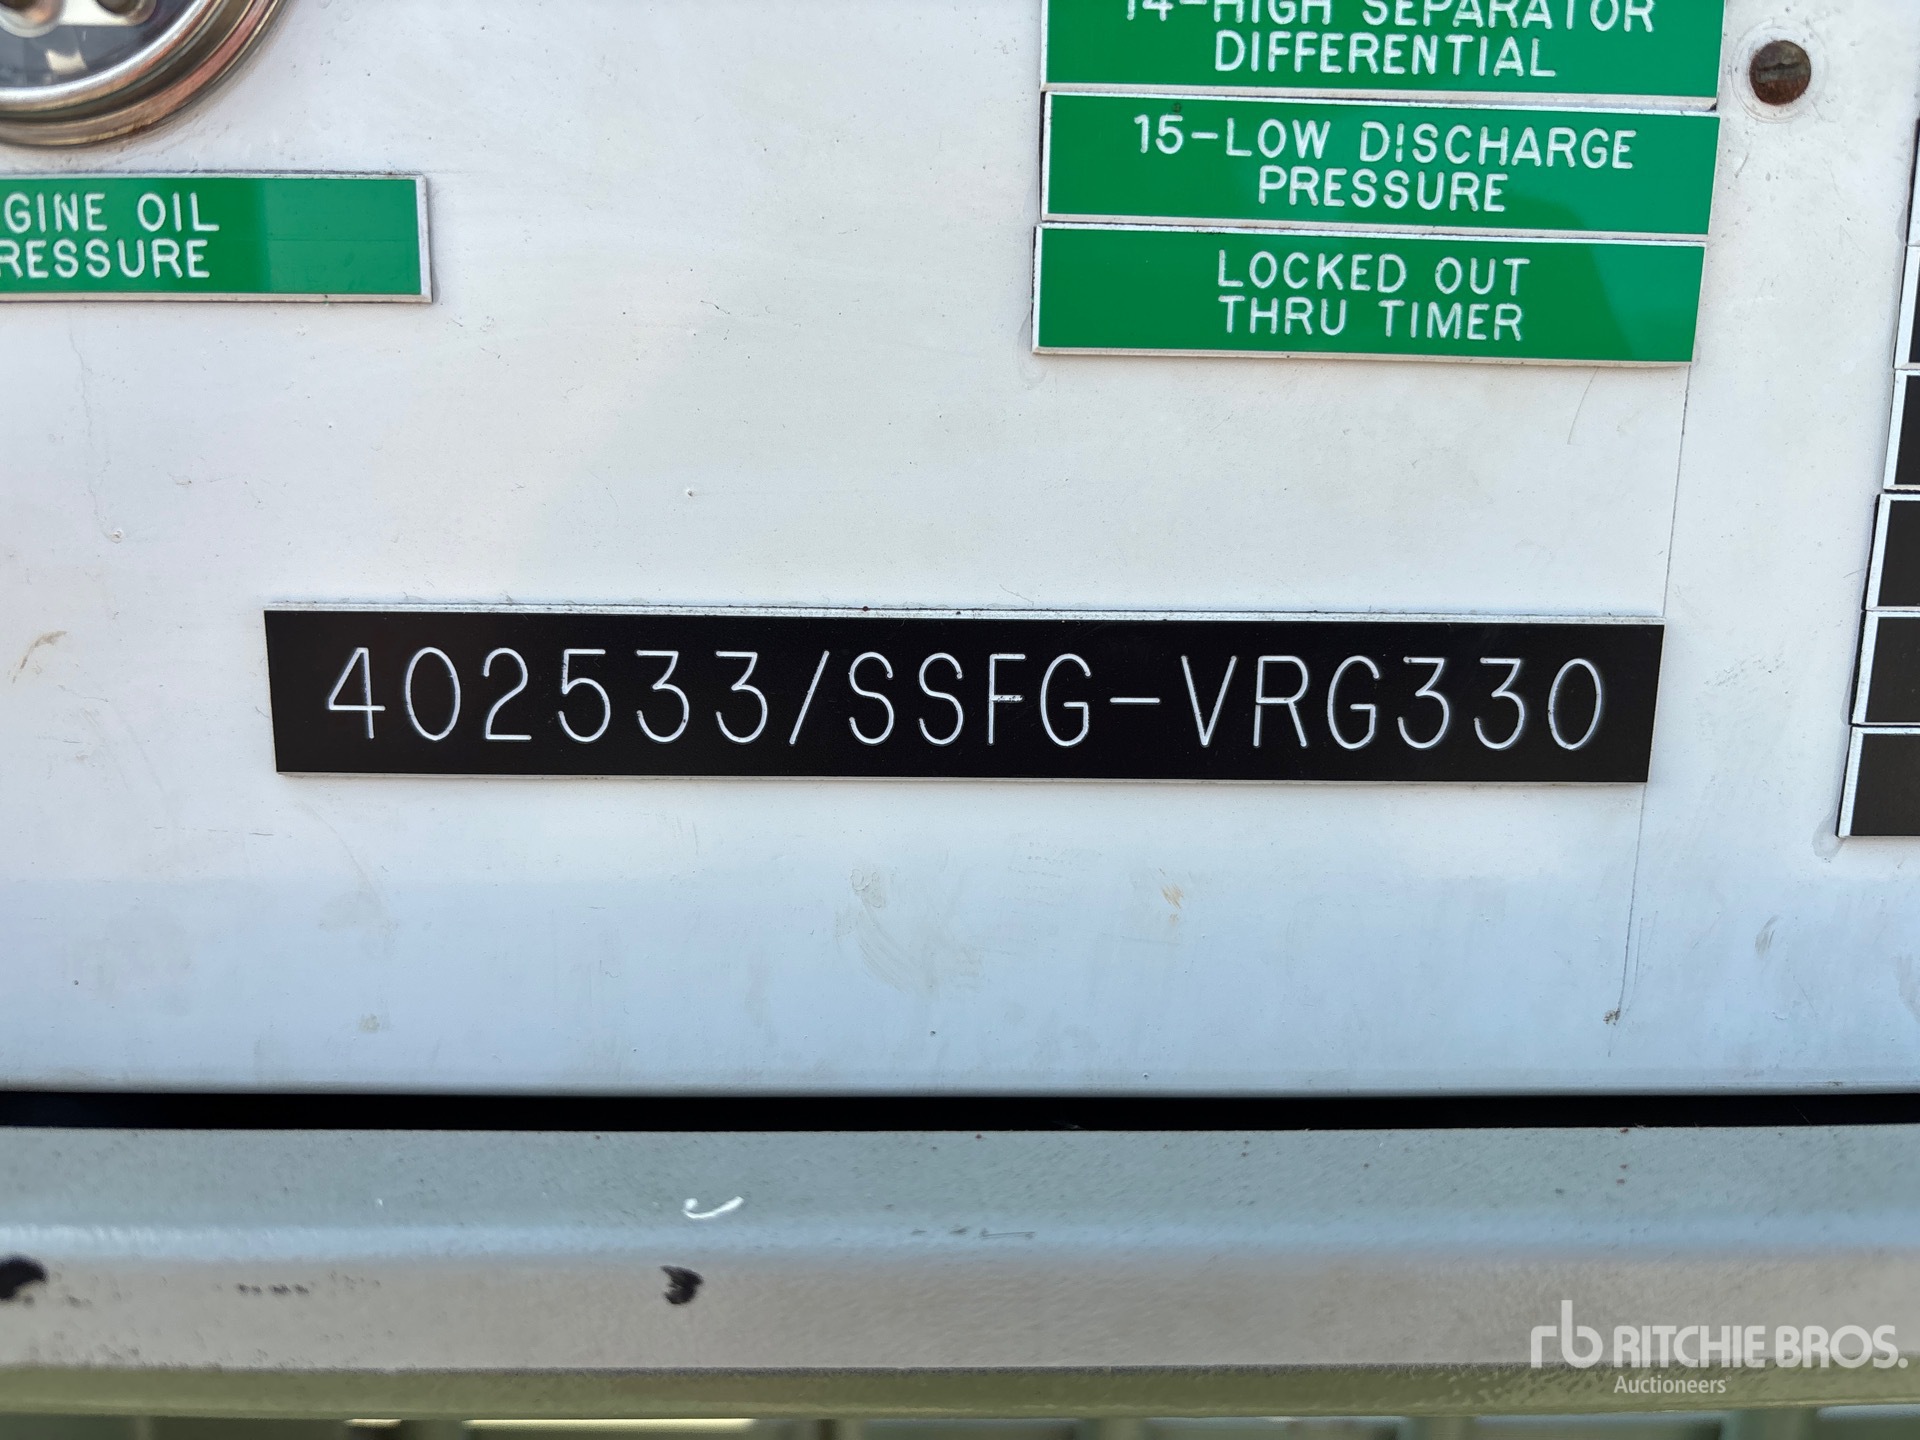 14-HIGH SEPARATOR
DIFFERENTIAL
15-LOW DISCHARGE
PRESSURE
GINE OIL
RESSURE
LOCKED OUT
THRU TIMER
402533/SSFG-VRG330
rb RITCHIE BROS.
Auctioneers